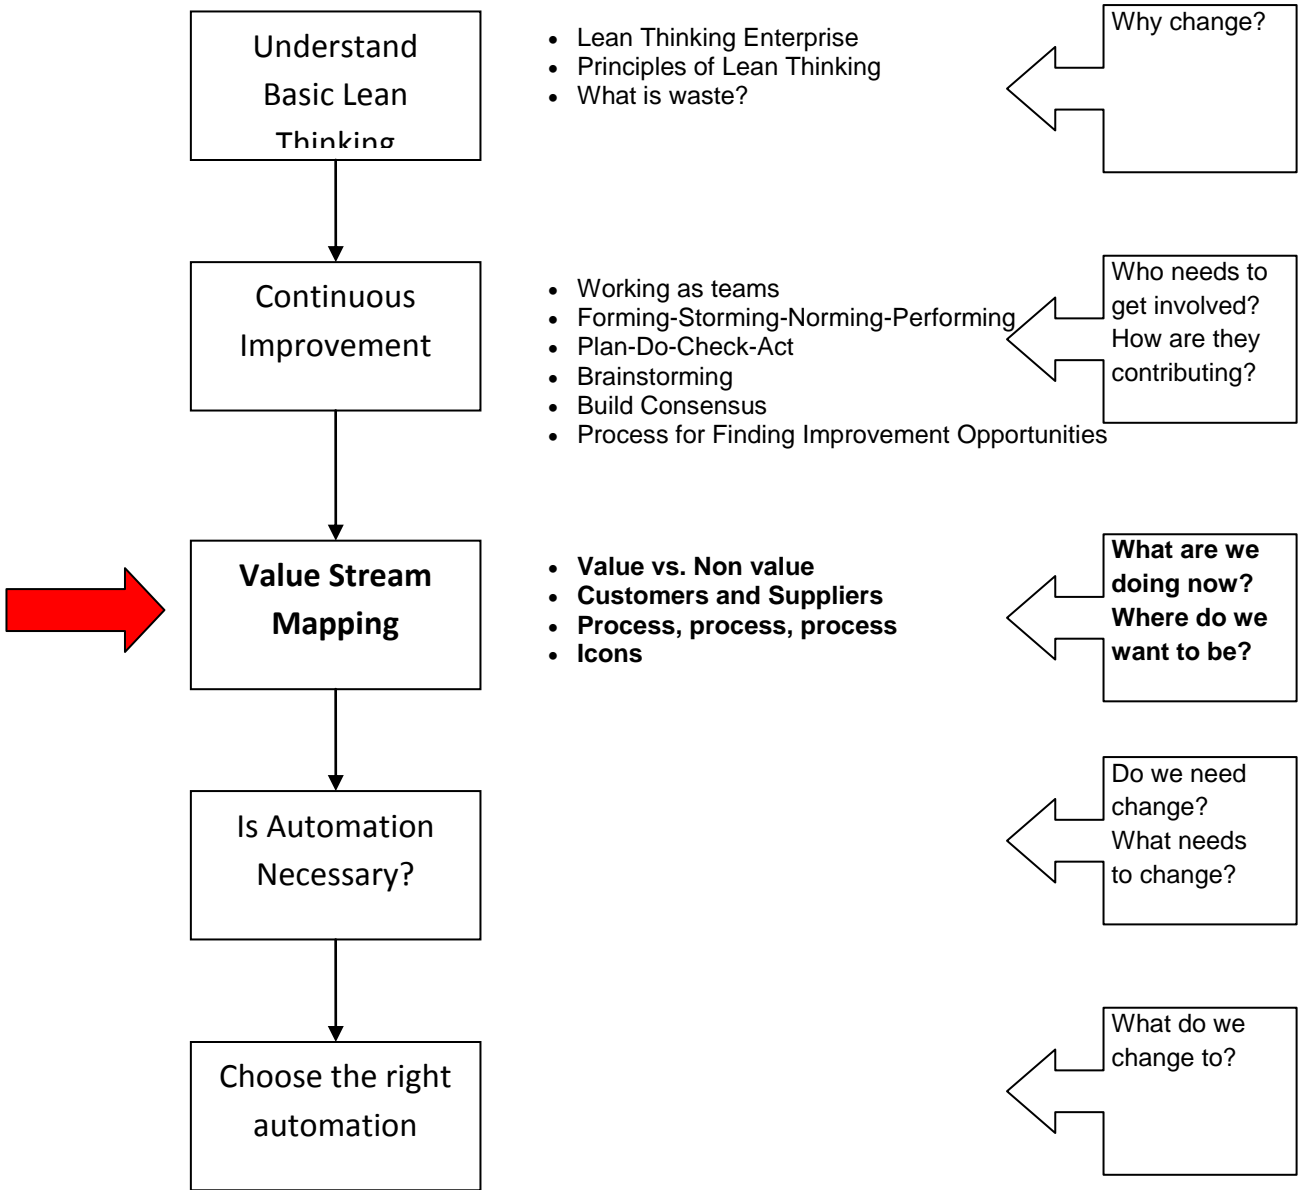 Understand
Basic Lean
Thinking
• Lean Thinking Enterprise
• Principles of Lean Thinking
• What is waste?
Why change?
Continuous
Improvement
• Working as teams
• Forming-Storming-Norming-Performing
• Plan-Do-Check-Act
• Brainstorming
• Build Consensus
• Process for Finding Improvement Opportunities
Who needs to
get involved?
How are they
contributing?
Value Stream
Mapping
• Value vs. Non value
• Customers and Suppliers
• Process, process, process
• Icons
What are we
doing now?
Where do we
want to be?
Is Automation
Necessary?
Do we need
change?
What needs
to change?
Choose the right
automation
What do we
change to?